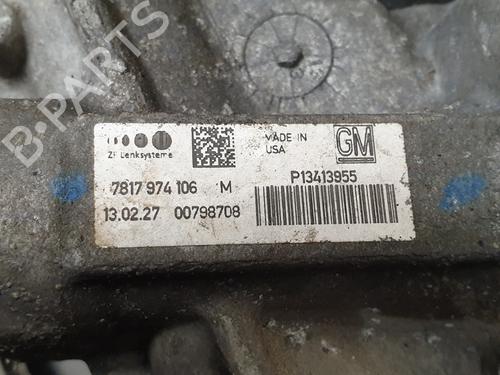 B-PARTS
ZF Lenksysteme
MADE IN
USA
GM
7817 974 106 M
P13413955
13.02.27 00798708